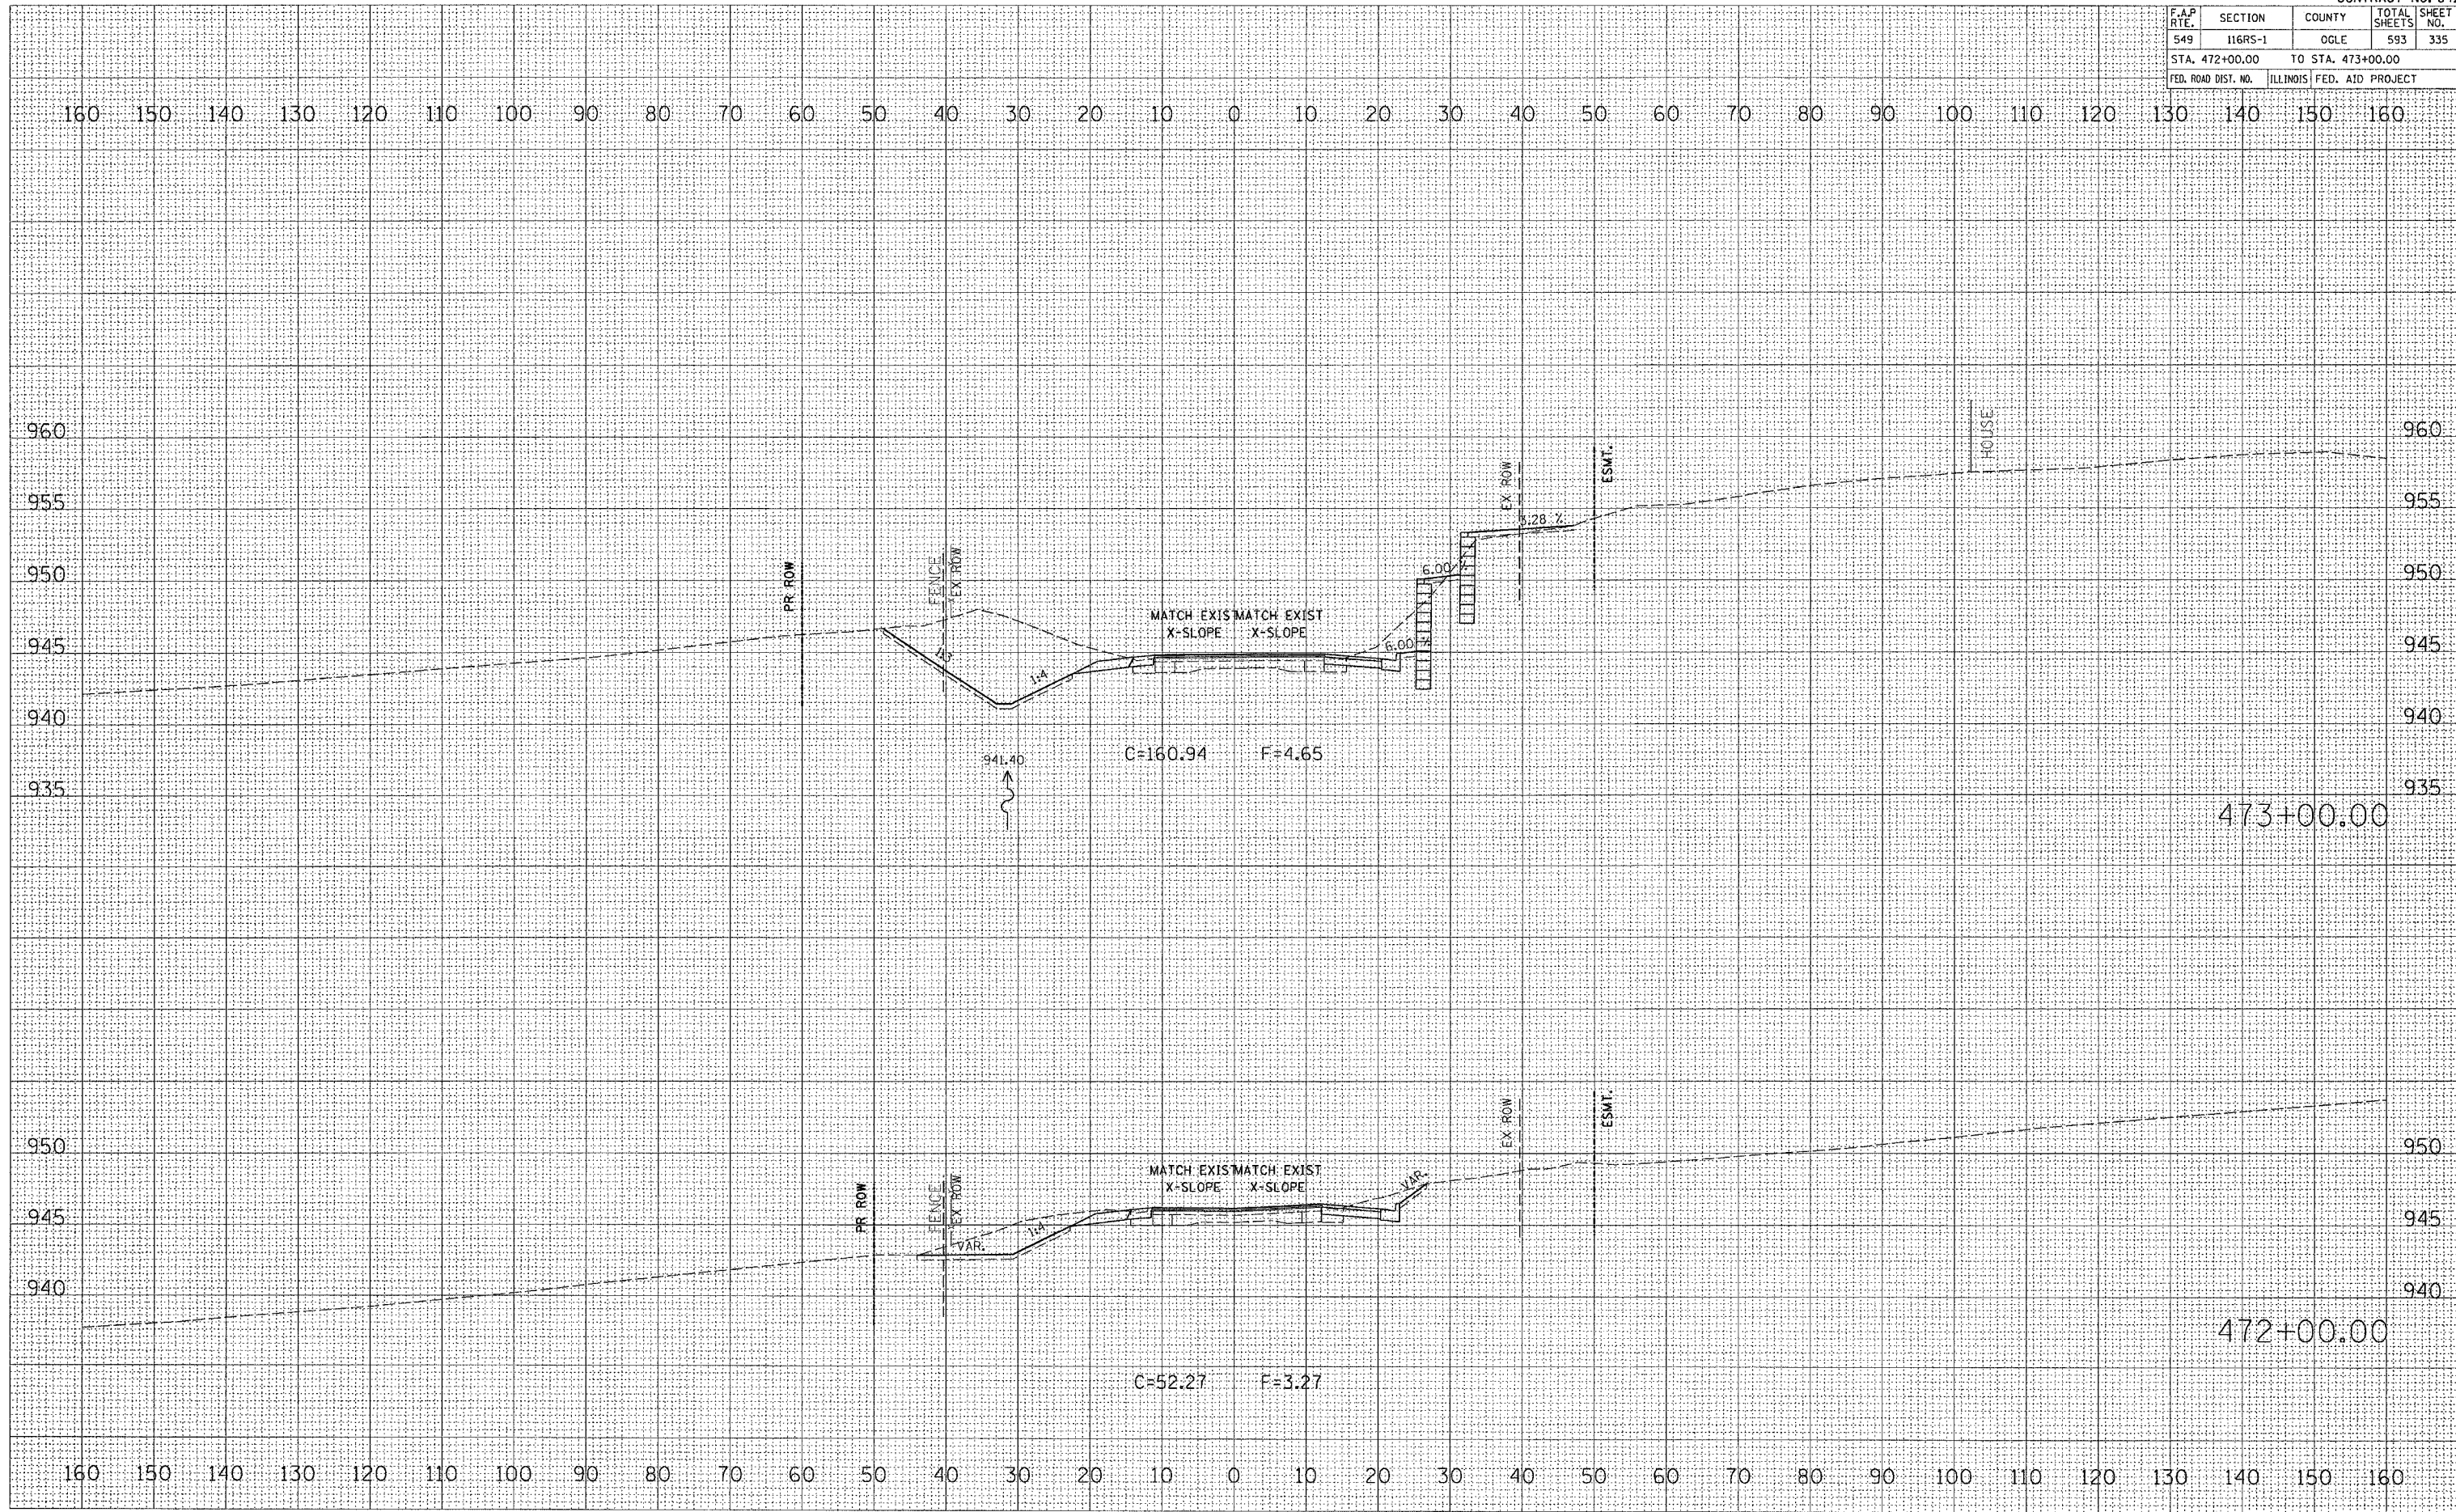 F.A.P RTE. SECTION COUNTY TOTAL SHEETS SHEET NO.
549 116RS-1 OGLE 593 335
STA. 472+00.00 TO STA. 473+00.00
FED. ROAD DIST. NO. ILLINOIS FED. AID PROJECT
160 150 140 130 120 110 100 90 80 70 60 50 40 30 20 10 0 10 20 30 40 50 60 70 80 90 100 110 120 130 140 150 160
960 960
HOUSE
955 955
EX ROW
ESMT.
3.28 %
950 950
PR ROW
FENCE
EX ROW
6.00 %
MATCH EXIST MATCH EXIST
X-SLOPE X-SLOPE
945 945
6.00 %
1:3
1:4
940 940
C=160.94 F=4.65
941.40
935 935
473+00.00
950 950
EX ROW
ESMT.
MATCH EXIST MATCH EXIST
X-SLOPE X-SLOPE
VAR.
PR ROW
FENCE
EX ROW
945 945
1:4
VAR.
940 940
472+00.00
C=52.27 F=3.27
160 150 140 130 120 110 100 90 80 70 60 50 40 30 20 10 0 10 20 30 40 50 60 70 80 90 100 110 120 130 140 150 160